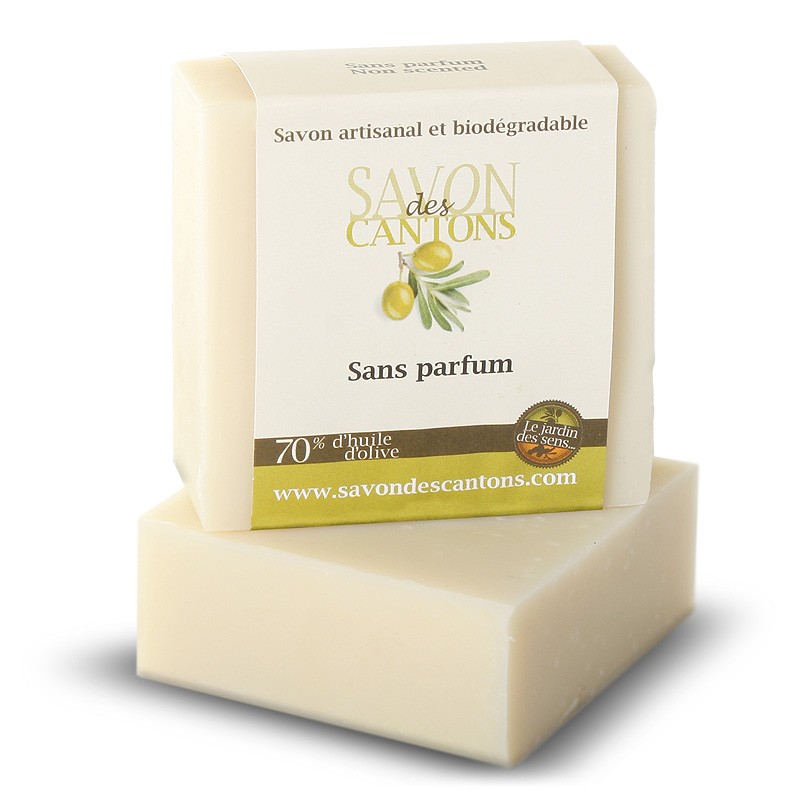 Sans parfum
Non scented
Savon artisanal et biodégradable
SAVON
des
CANTONS
Sans parfum
70% d'huile
d'olive
Le jardin
des sens...
www.savondescantons.com